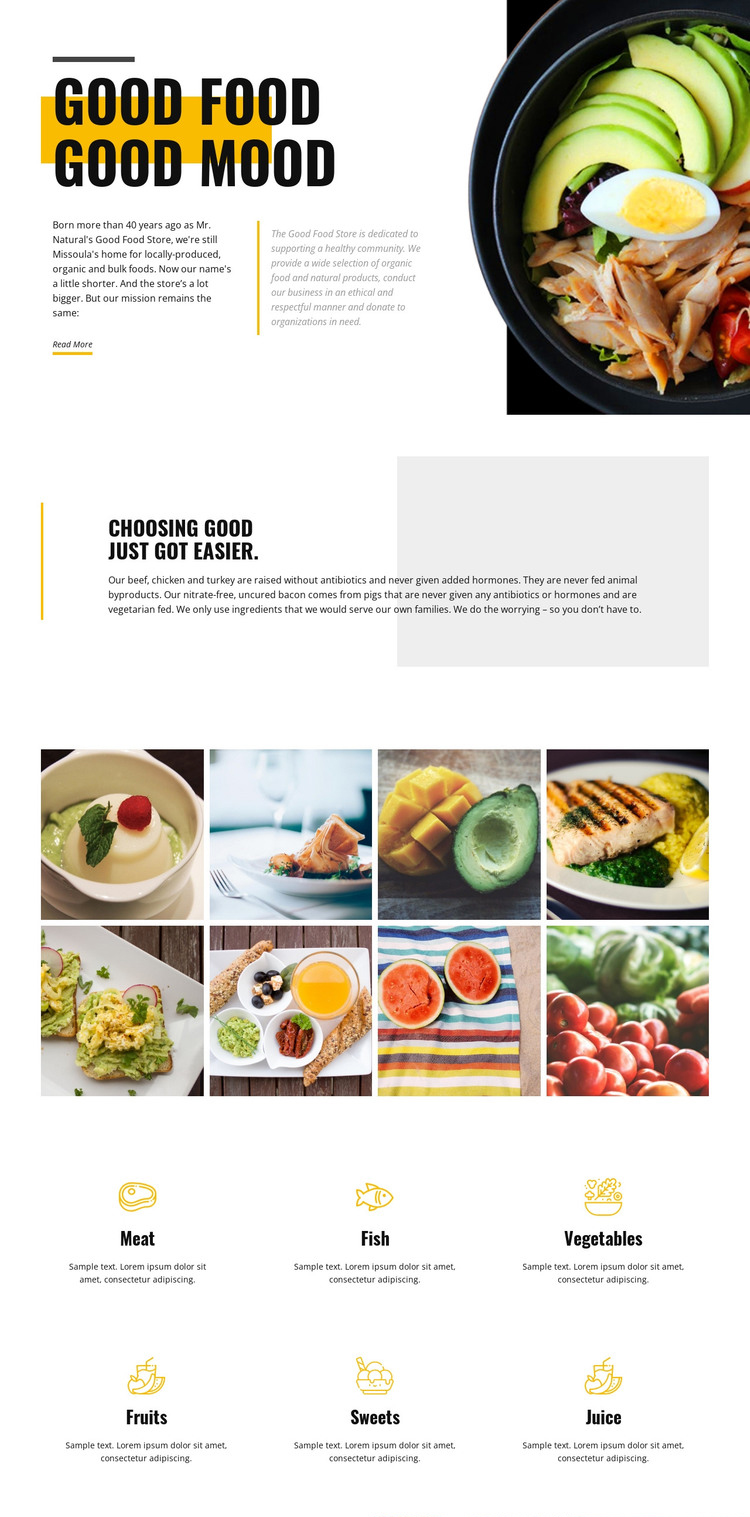 GOOD FOOD
GOOD MOOD
Born more than 40 years ago as Mr.
Natural's Good Food Store, we're still
Missoula's home for locally-produced,
organic and bulk foods. Now our name's
a little shorter. And the store’s a lot
bigger. But our mission remains the
same:
Read More
The Good Food Store is dedicated to
supporting a healthy community. We
provide a wide selection of organic
food and natural products, conduct
our business in an ethical and
respectful manner and donate to
organizations in need.
CHOOSING GOOD
JUST GOT EASIER.
Our beef, chicken and turkey are raised without antibiotics and never given added hormones. They are never fed animal
byproducts. Our nitrate-free, uncured bacon comes from pigs that are never given any antibiotics or hormones and are
vegetarian fed. We only use ingredients that we would serve our own families. We do the worrying – so you don’t have to.
Meat
Sample text. Lorem ipsum dolor sit
amet, consectetur adipiscing.
Fish
Sample text. Lorem ipsum dolor sit amet,
consectetur adipiscing.
Vegetables
Sample text. Lorem ipsum dolor sit amet,
consectetur adipiscing.
Fruits
Sample text. Lorem ipsum dolor sit amet,
consectetur adipiscing.
Sweets
Sample text. Lorem ipsum dolor sit amet,
consectetur adipiscing.
Juice
Sample text. Lorem ipsum dolor sit amet,
consectetur adipiscing.